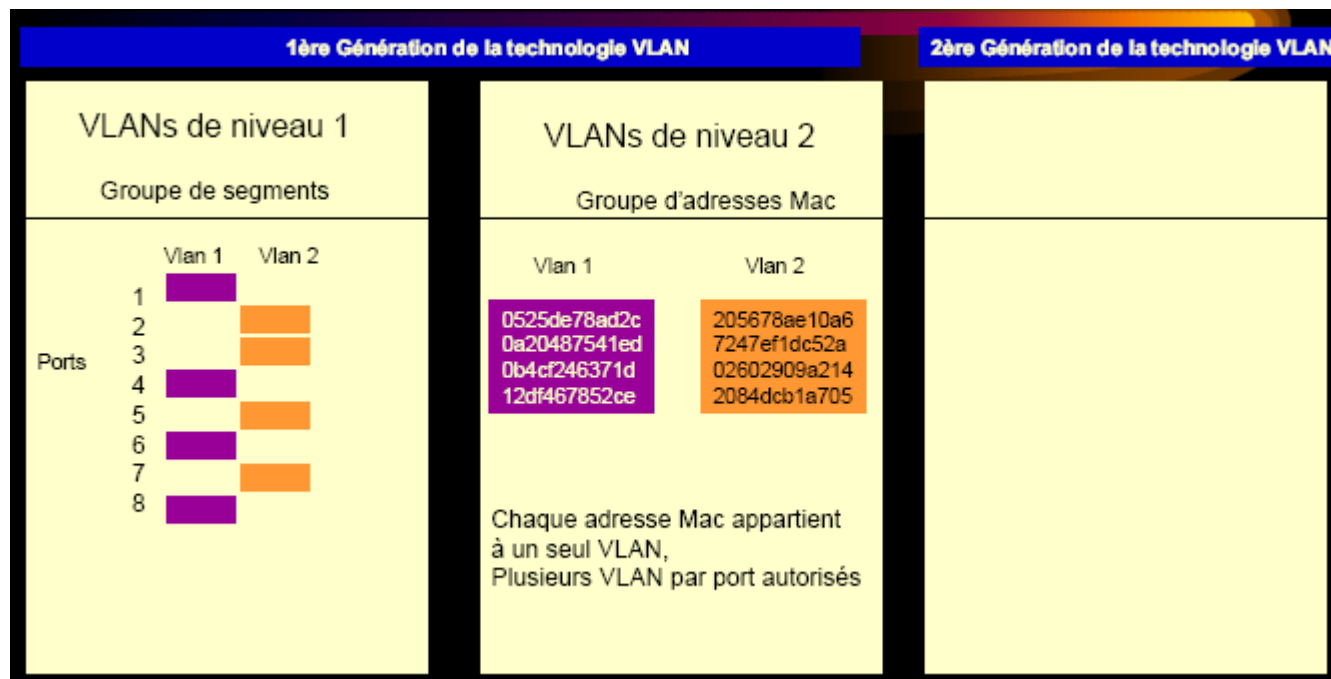 1ère Génération de la technologie VLAN
2ère Génération de la technologie VLAN
VLANs de niveau 1
Groupe de segments
Vlan 1 Vlan 2
Ports
1
2
3
4
5
6
7
8
VLANs de niveau 2
Groupe d'adresses Mac
Vlan 1 Vlan 2
0525de78ad2c 205678ae10a6
0a20487541ed 7247ef1dc52a
0b4cf246371d 02602909a214
12df467852ce 2084dcb1a705
Chaque adresse Mac appartient
à un seul VLAN,
Plusieurs VLAN par port autorisés